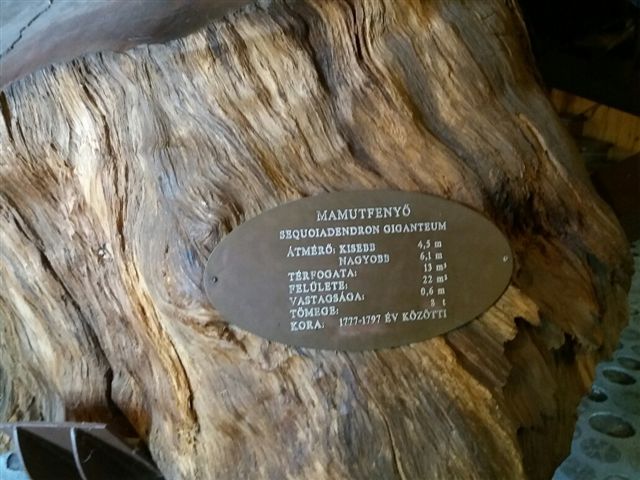 MAMUTFENYŐ
SEQUOIADENDRON GIGANTEUM
ÁTMÉRŐ: KISEBB 4,5 m
NAGYOBB 6,1 m
TÉRFOGATA: 13 m³
FELÜLETE: 22 m²
VASTAGSÁGA: 0,6 m
TÖMEGE: 8 t
KORA: 1777-1797 ÉV KÖZÖTTI